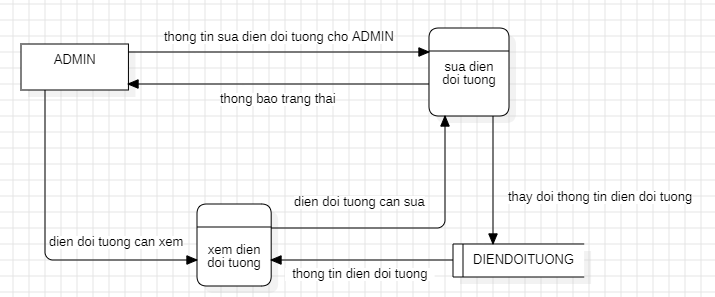 thong tin sua dien doi tuong cho ADMIN
ADMIN
sua dien
doi tuong
thong bao trang thai
thay doi thong tin dien doi tuong
dien doi tuong can sua
dien doi tuong can xem
xem dien
doi tuong
DIENDOITUONG
thong tin dien doi tuong